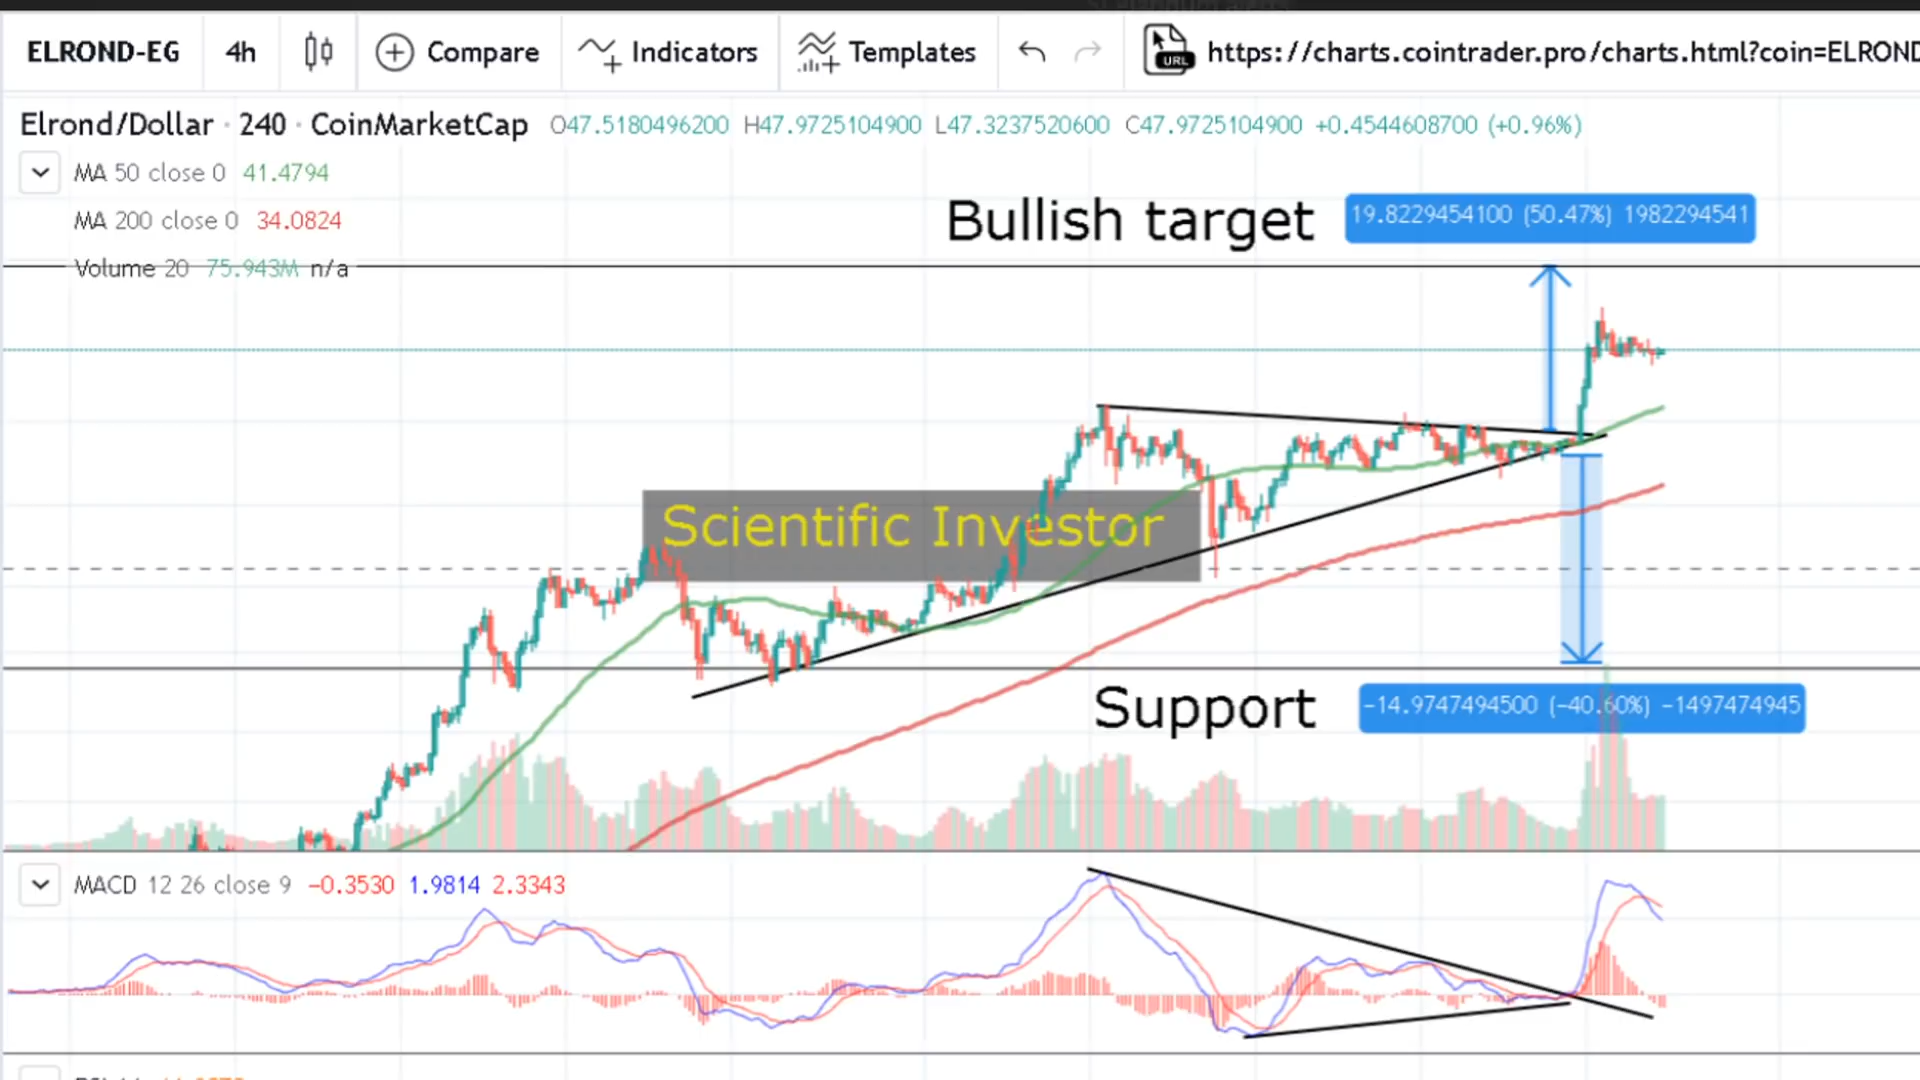 ELROND-EG 4h Compare Indicators Templates URL https://charts.cointrader.pro/charts.html?coin=ELROND
Elrond/Dollar · 240 · CoinMarketCap O47.5180496200 H47.9725104900 L47.3237520600 C47.9725104900 +0.4544608700 (+0.96%)
MA 50 close 0 41.4794
MA 200 close 0 34.0824
Volume 20 75.943M n/a
Bullish target 19.8229454100 (50.47%) 1982294541
Scientific Investor
Support -14.9747494500 (-40.60%) -1497474945
MACD 12 26 close 9 −0.3530 1.9814 2.3343